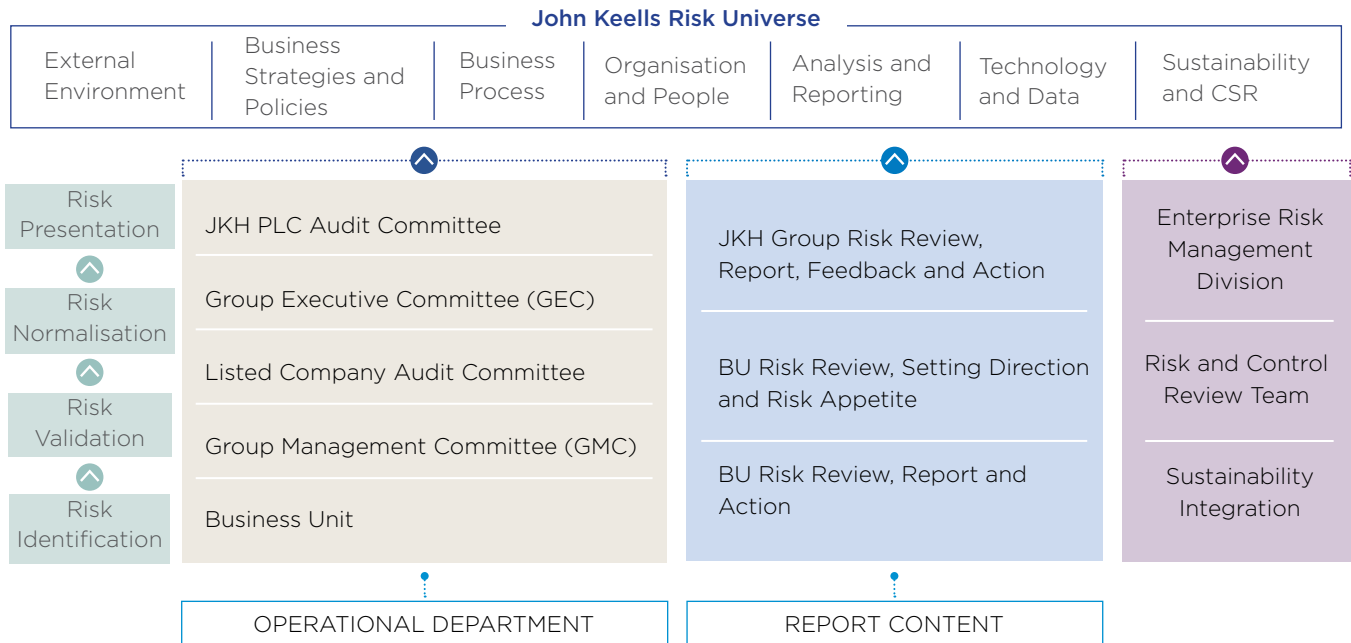 John Keells Risk Universe
External
Environment
Business
Strategies and
Policies
Business
Process
Organisation
and People
Analysis and
Reporting
Technology
and Data
Sustainability
and CSR
Risk
Presentation
Risk
Normalisation
Risk
Validation
Risk
Identification
JKH PLC Audit Committee
Group Executive Committee (GEC)
Listed Company Audit Committee
Group Management Committee (GMC)
Business Unit
JKH Group Risk Review,
Report, Feedback and Action
BU Risk Review, Setting Direction
and Risk Appetite
BU Risk Review, Report and
Action
Enterprise Risk
Management
Division
Risk and Control
Review Team
Sustainability
Integration
OPERATIONAL DEPARTMENT
REPORT CONTENT